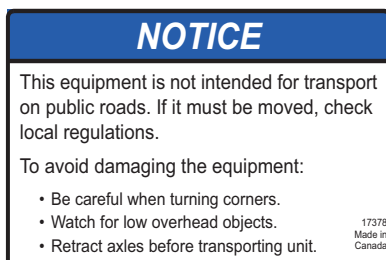 NOTICE
This equipment is not intended for transport
on public roads. If it must be moved, check
local regulations.
To avoid damaging the equipment:
• Be careful when turning corners.
• Watch for low overhead objects.
• Retract axles before transporting unit.
17378
Made in
Canada